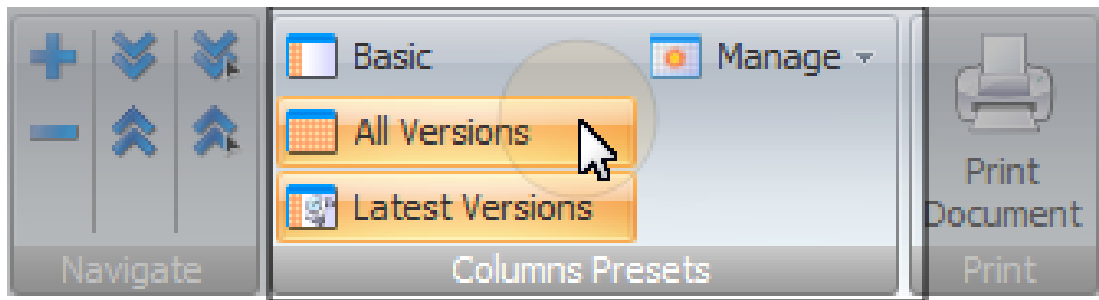 Basic
Manage
All Versions
Latest Versions
Print
Document
Navigate
Columns Presets
Print